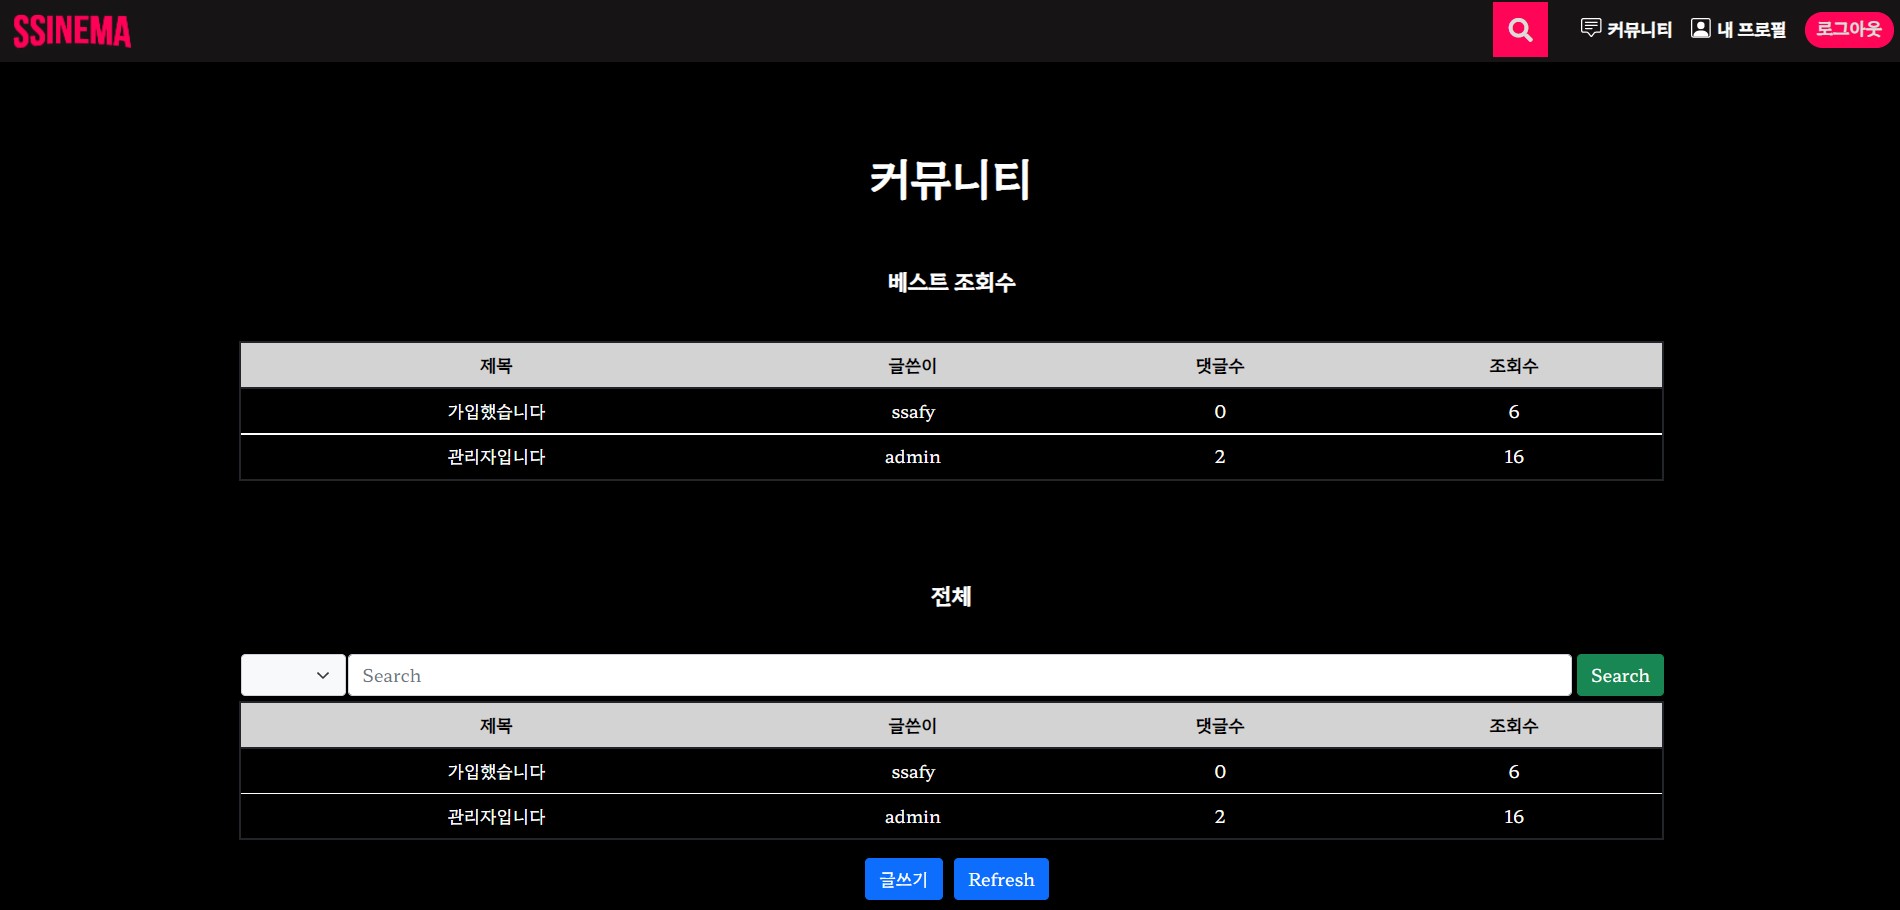 SSINEMA 커뮤니티 내 프로필 로그아웃
커뮤니티
베스트 조회수
제목 글쓴이 댓글수 조회수
가입했습니다 ssafy 0 6
관리자입니다 admin 2 16
전체
Search Search
제목 글쓴이 댓글수 조회수
가입했습니다 ssafy 0 6
관리자입니다 admin 2 16
글쓰기 Refresh